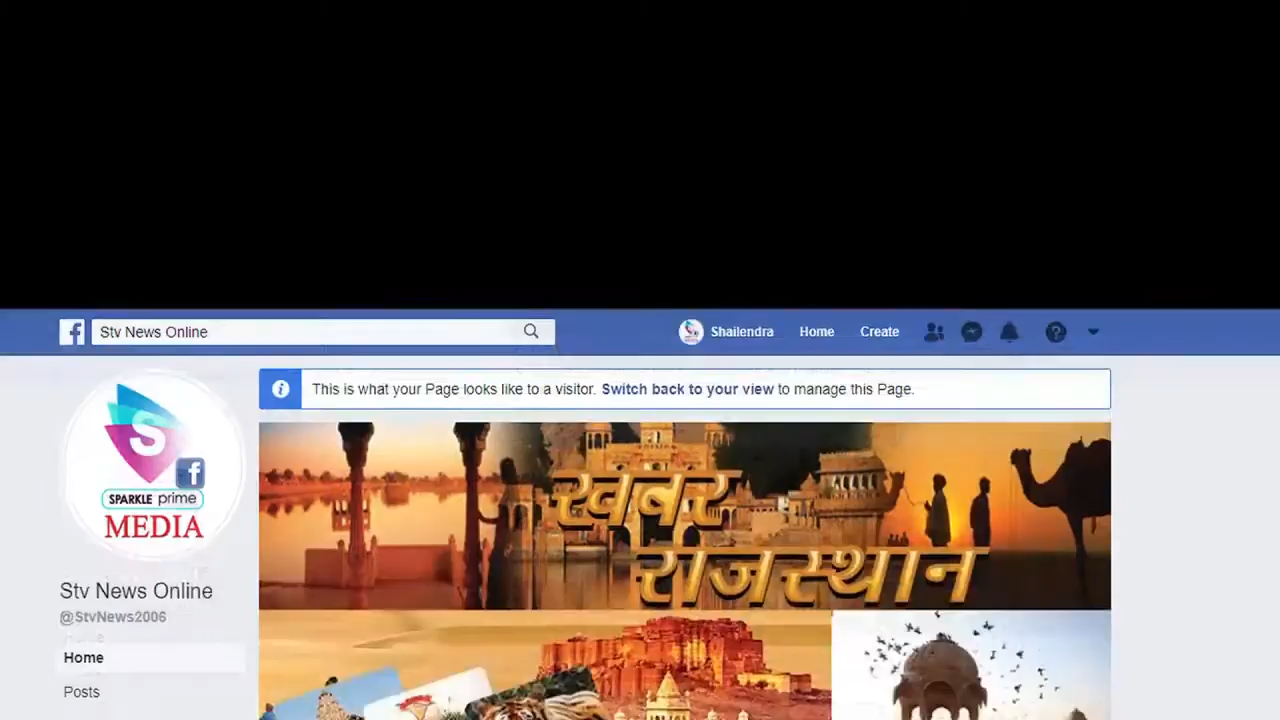 Stv News Online
Shailendra
Home
Create
This is what your Page looks like to a visitor. Switch back to your view to manage this Page.
S
f
SPARKLE prime
MEDIA
खबर
राजस्थान
Stv News Online
@StvNews2006
Home
Posts